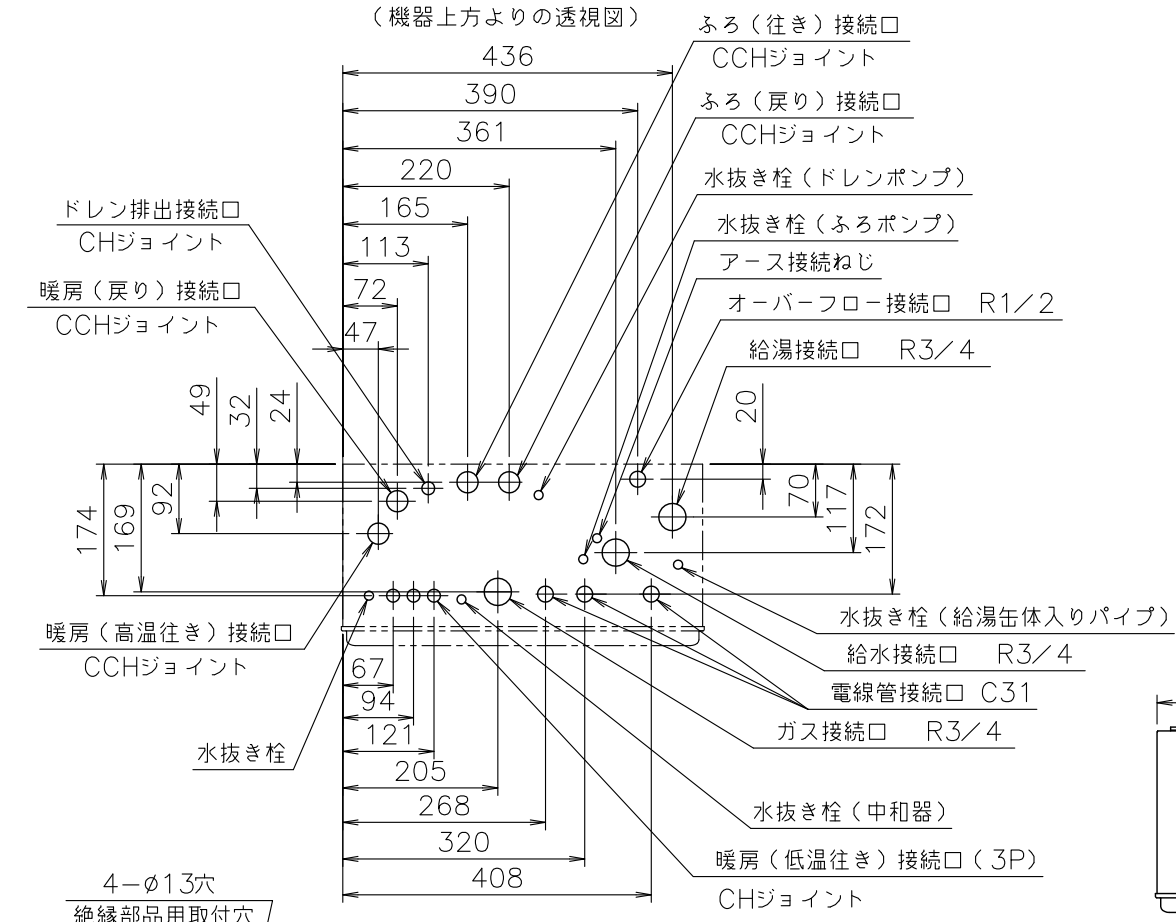 （機器上方よりの透視図）
ふろ（往き）接続口
CCHジョイント
436
390
ふろ（戻り）接続口
CCHジョイント
361
220
水抜き栓（ドレンポンプ）
165
ドレン排出接続口
CHジョイント
水抜き栓（ふろポンプ）
113
アース接続ねじ
72
暖房（戻り）接続口
CCHジョイント
オーバーフロー接続口 R1/2
47
給湯接続口 R3/4
49
32
24
20
174
169
92
70
117
172
暖房（高温往き）接続口
CCHジョイント
水抜き栓（給湯缶体入りパイプ）
給水接続口 R3/4
67
電線管接続口 C31
94
ガス接続口 R3/4
121
水抜き栓
205
水抜き栓（中和器）
268
320
暖房（低温往き）接続口（3P）
CHジョイント
408
4-φ13穴
絶縁部品用取付穴